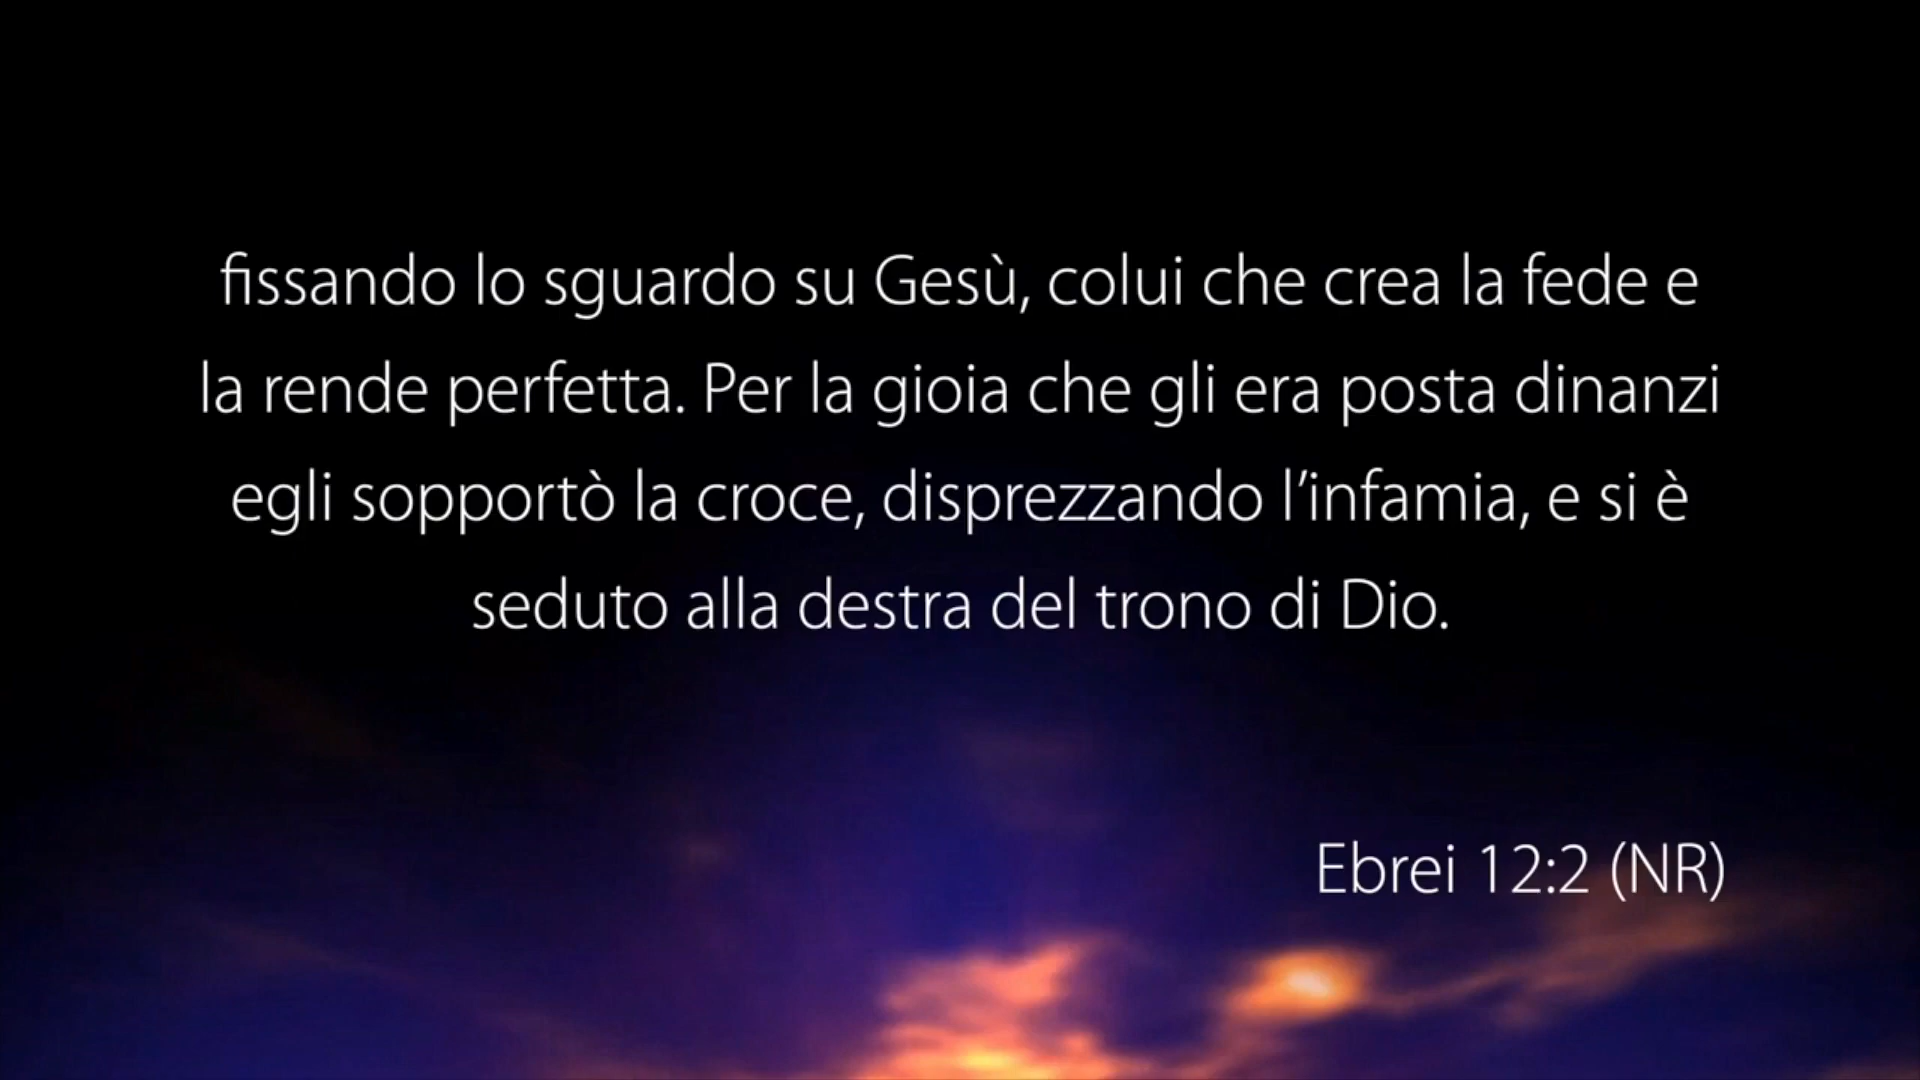 fissando lo sguardo su Gesù, colui che crea la fede e
la rende perfetta. Per la gioia che gli era posta dinanzi
egli sopportò la croce, disprezzando l’infamia, e si è
seduto alla destra del trono di Dio.
Ebrei 12:2 (NR)